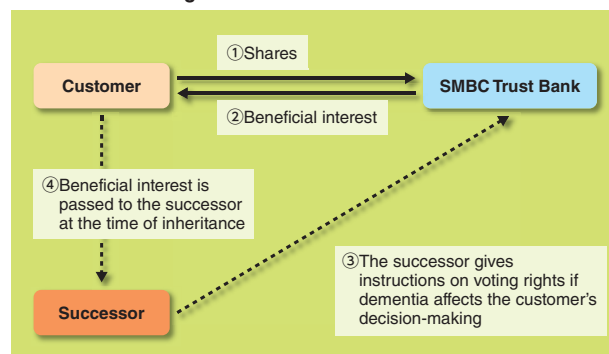 ①Shares
Customer
SMBC Trust Bank
②Beneficial interest
④Beneficial interest is
passed to the successor
at the time of inheritance
③The successor gives
instructions on voting rights if
dementia affects the customer's
decision-making
Successor